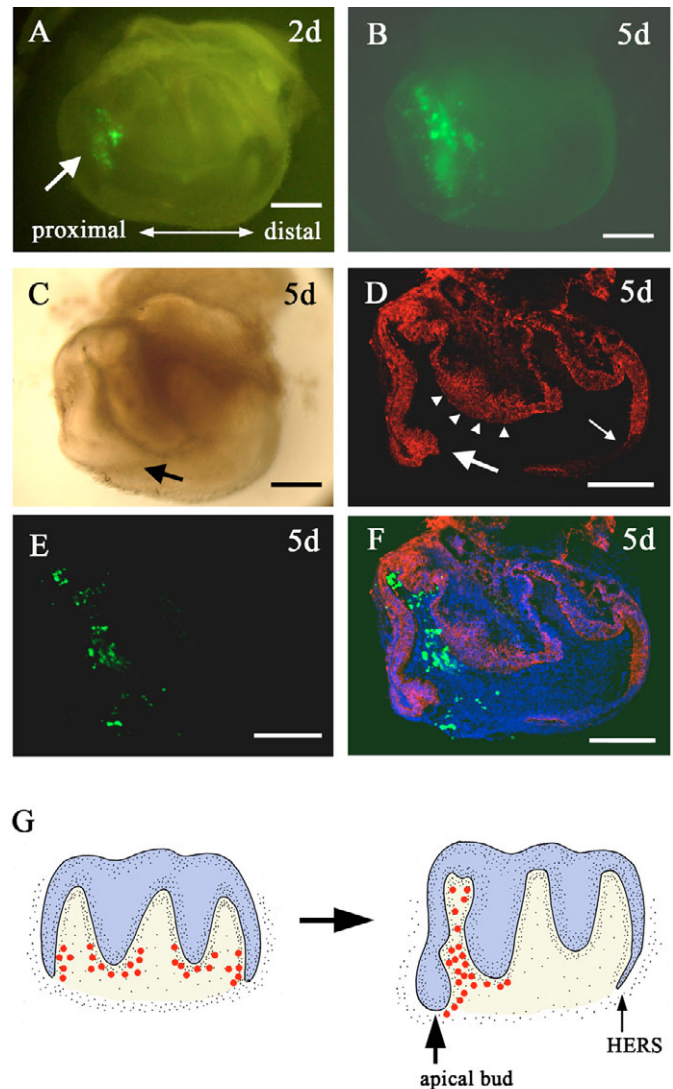 A 2d
B 5d
proximal distal
C 5d
D 5d
E 5d
F 5d
G
HERS
apical bud